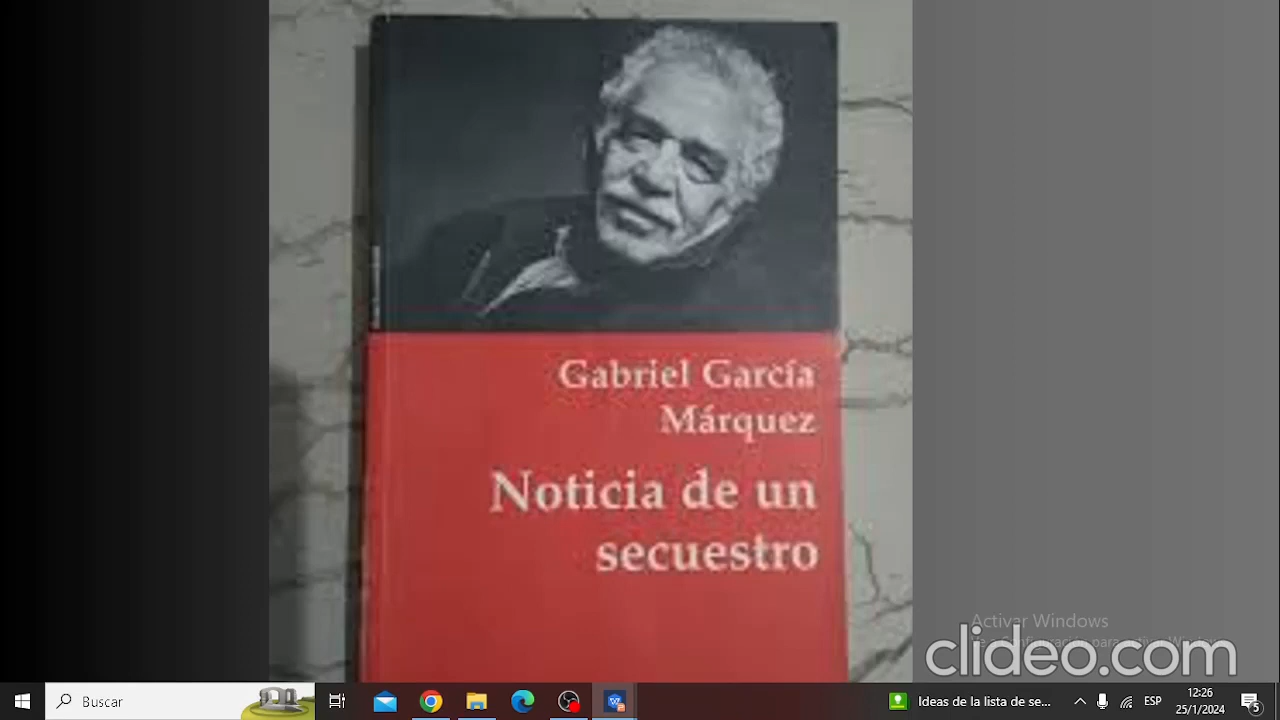 Gabriel García
Márquez
Noticia de un
secuestro
Activar Windows
clideo.com
Buscar
Ideas de la lista de se...
ESP
12:26
25/1/2024
5